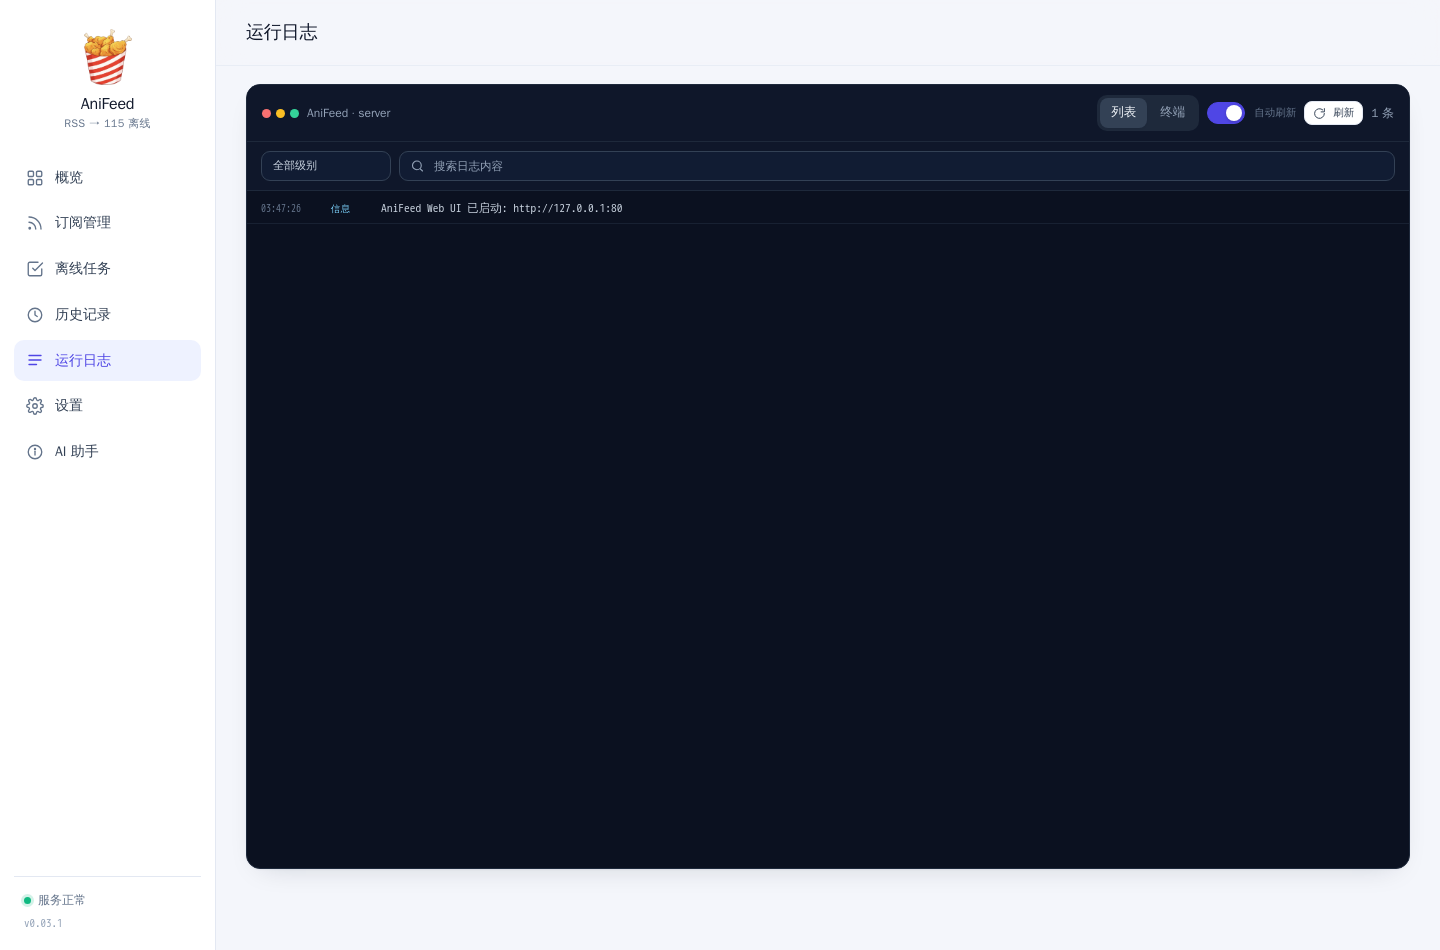 AniFeed
RSS → 115 离线
概览
订阅管理
离线任务
历史记录
运行日志
设置
AI 助手
服务正常
v0.03.1
运行日志
AniFeed · server
列表
终端
自动刷新
刷新
1 条
全部级别
搜索日志内容
03:47:26 信息 AniFeed Web UI 已启动: http://127.0.0.1:80